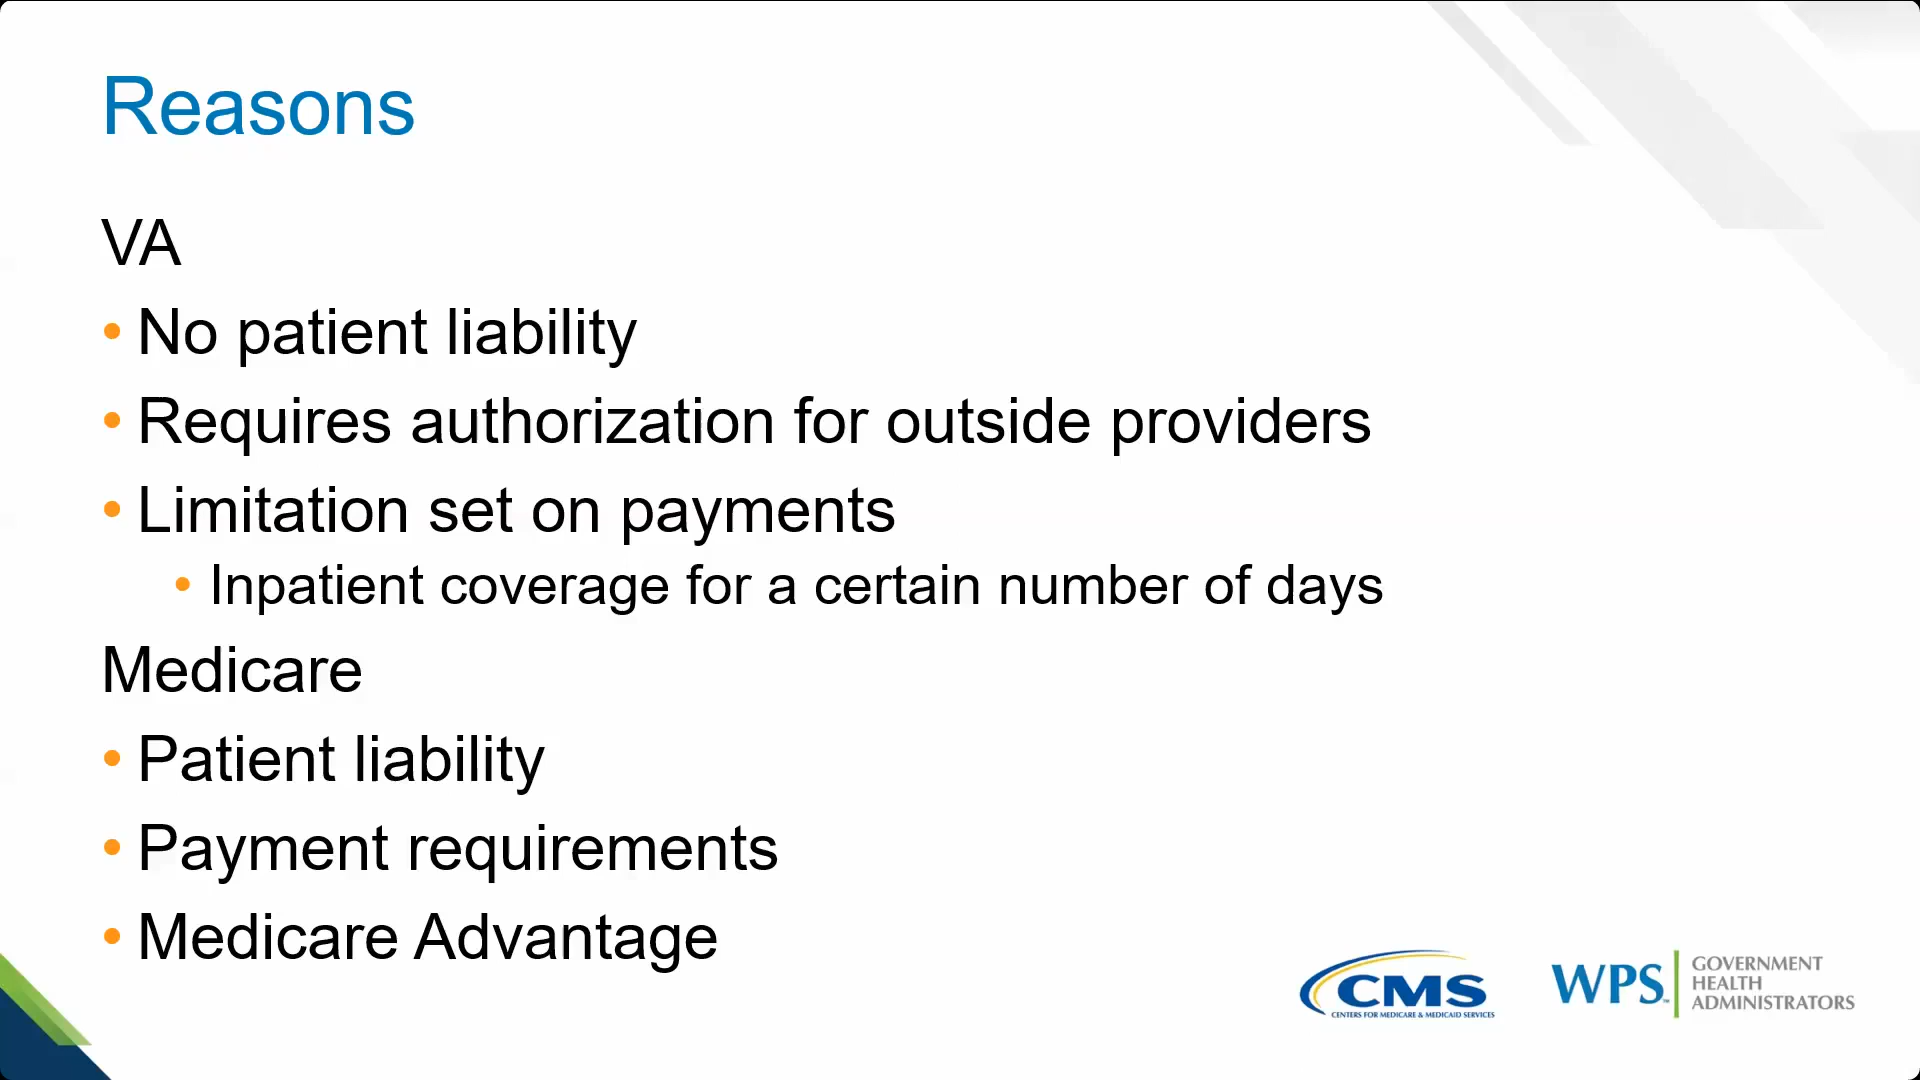 Reasons
VA
• No patient liability
• Requires authorization for outside providers
• Limitation set on payments
• Inpatient coverage for a certain number of days
Medicare
• Patient liability
• Payment requirements
• Medicare Advantage
CMS
CENTERS FOR MEDICARE & MEDICAID SERVICES
WPS
GOVERNMENT
HEALTH
ADMINISTRATORS